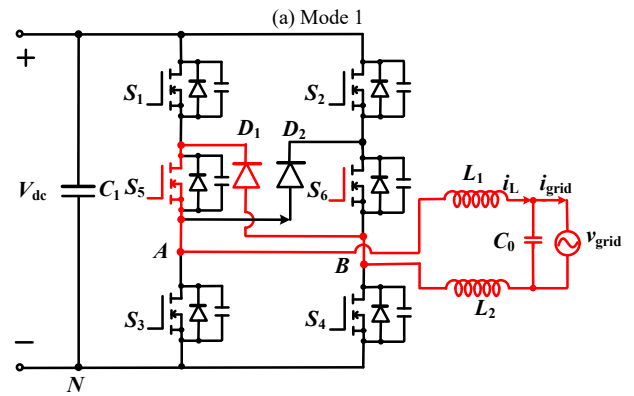 (a) Mode 1
+
S1
S2
D1
D2
Vdc
C1
S5
S6
L1
iL
igrid
C0
vgrid
A
B
L2
S3
S4
−
N